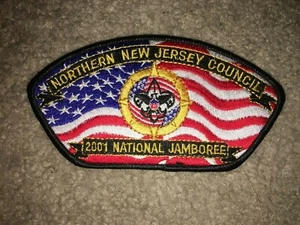 NORTHERN NEW JERSEY COUNCIL
2001 NATIONAL JAMBOREE